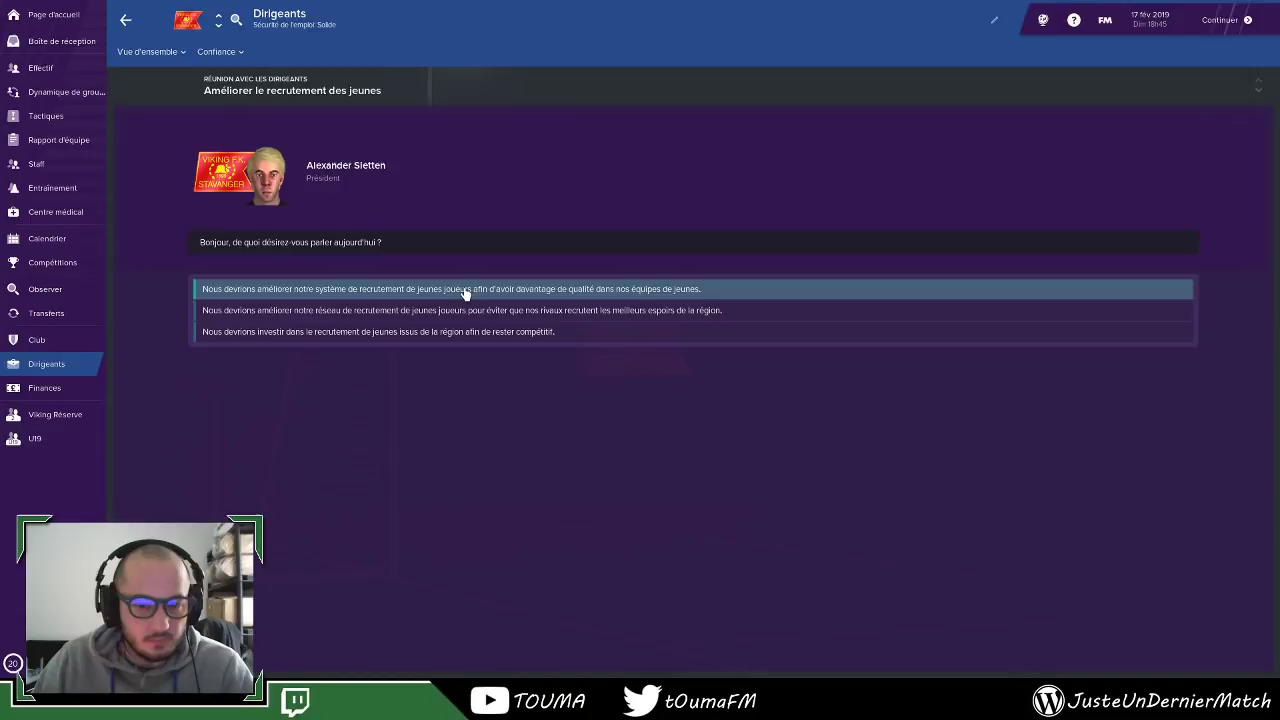 Page d'accueil
Boîte de réception
Effectif
Dynamique de grou...
Tactiques
Rapport d'équipe
Staff
Entraînement
Centre médical
Calendrier
Compétitions
Observer
Transferts
Club
Dirigeants
Finances
Viking Réserve
U19
20
Dirigeants
Sécurité de l'emploi: Solide
FM
17 fév 2019
Dim 18h45
Continuer
Vue d'ensemble
Confiance
RÉUNION AVEC LES DIRIGEANTS
Améliorer le recrutement des jeunes
VIKING F.K.
STAVANGER
Alexander Sletten
Président
Bonjour, de quoi désirez-vous parler aujourd'hui ?
Nous devrions améliorer notre système de recrutement de jeunes joueurs afin d'avoir davantage de qualité dans nos équipes de jeunes.
Nous devrions améliorer notre réseau de recrutement de jeunes joueurs pour éviter que nos rivaux recrutent les meilleurs espoirs de la région.
Nous devrions investir dans le recrutement de jeunes issus de la région afin de rester compétitif.
TOUMA
tOumaFM
JusteUnDernierMatch